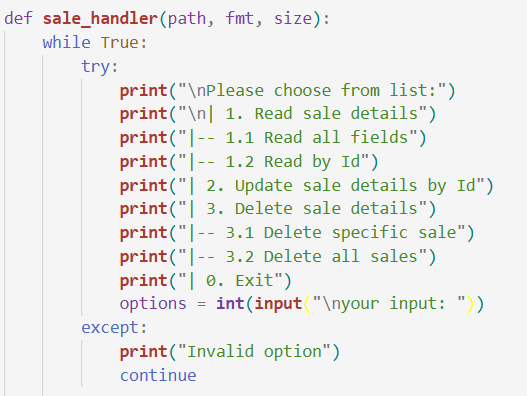 def sale_handler(path, fmt, size):
    while True:
        try:
            print("\nPlease choose from list:")
            print("\n| 1. Read sale details")
            print("|-- 1.1 Read all fields")
            print("|-- 1.2 Read by Id")
            print("| 2. Update sale details by Id")
            print("| 3. Delete sale details")
            print("|-- 3.1 Delete specific sale")
            print("|-- 3.2 Delete all sales")
            print("| 0. Exit")
            options = int(input("\nyour input: "))
        except:
            print("Invalid option")
            continue